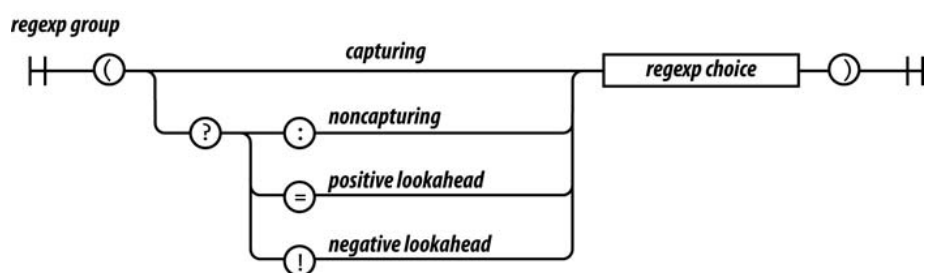 regexp group
capturing
( regexp choice )
? : noncapturing
= positive lookahead
! negative lookahead